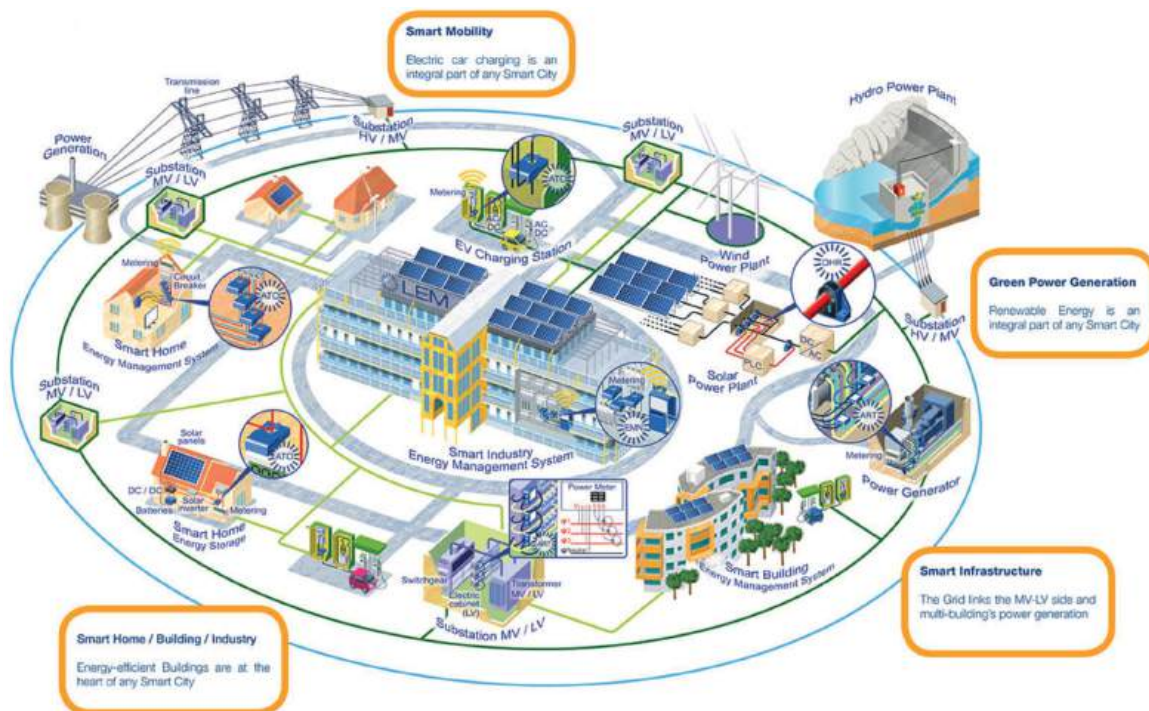 Smart Mobility
Electric car charging is an
integral part of any Smart City
Transmission
line
Hydro Power Plant
Power
Generation
Substation
HV / MV
Substation
MV / LV
Substation
MV / LV
Metering
ATO
DC
AC
DC
EV Charging Station
Wind
Power Plant
Metering
Circuit
Breaker
ATO
LEM
OHR
Green Power Generation
Renewable Energy is an
integral part of any Smart City
Smart Home
Energy Management System
Substation
HV / MV
DC
AC
PLC
Solar
Power Plant
Substation
MV / LV
Metering
EMN
ART
Metering
Solar
panels
ATO
Smart Industry
Energy Management System
Power Generator
DC / DC
Batteries
Solar
inverter
Metering
Smart Home
Energy Storage
Power Meter
Smart Building
Energy Management System
Switchgear
Electric
cabinet
(LV)
Transformer
MV / LV
Substation MV / LV
Smart Infrastructure
The Grid links the MV-LV side and
multi-building's power generation
Smart Home / Building / Industry
Energy-efficient Buildings are at the
heart of any Smart City